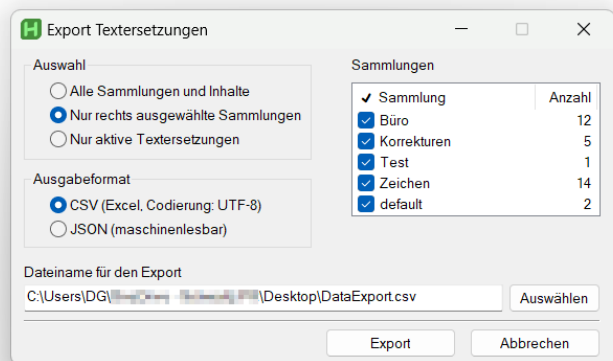 Export Textersetzungen
Auswahl
Alle Sammlungen und Inhalte
Nur rechts ausgewählte Sammlungen
Nur aktive Textersetzungen
Ausgabeformat
CSV (Excel, Codierung: UTF-8)
JSON (maschinenlesbar)
Sammlungen
Sammlung Anzahl
Büro 12
Korrekturen 5
Test 1
Zeichen 14
default 2
Dateiname für den Export
C:\Users\DG\ \Desktop\DataExport.csv
Auswählen
Export
Abbrechen